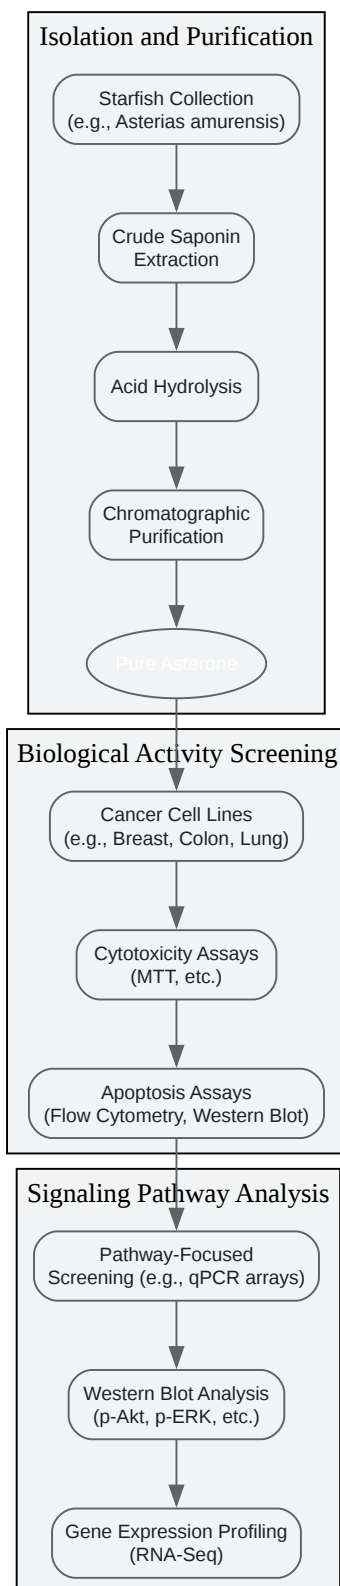 Isolation and Purification
Starfish Collection
(e.g., Asterias amurensis)
Crude Saponin
Extraction
Acid Hydrolysis
Chromatographic
Purification
Pure Asterone
Biological Activity Screening
Cancer Cell Lines
(e.g., Breast, Colon, Lung)
Cytotoxicity Assays
(MTT, etc.)
Apoptosis Assays
(Flow Cytometry, Western Blot)
Signaling Pathway Analysis
Pathway-Focused
Screening (e.g., qPCR arrays)
Western Blot Analysis
(p-Akt, p-ERK, etc.)
Gene Expression Profiling
(RNA-Seq)